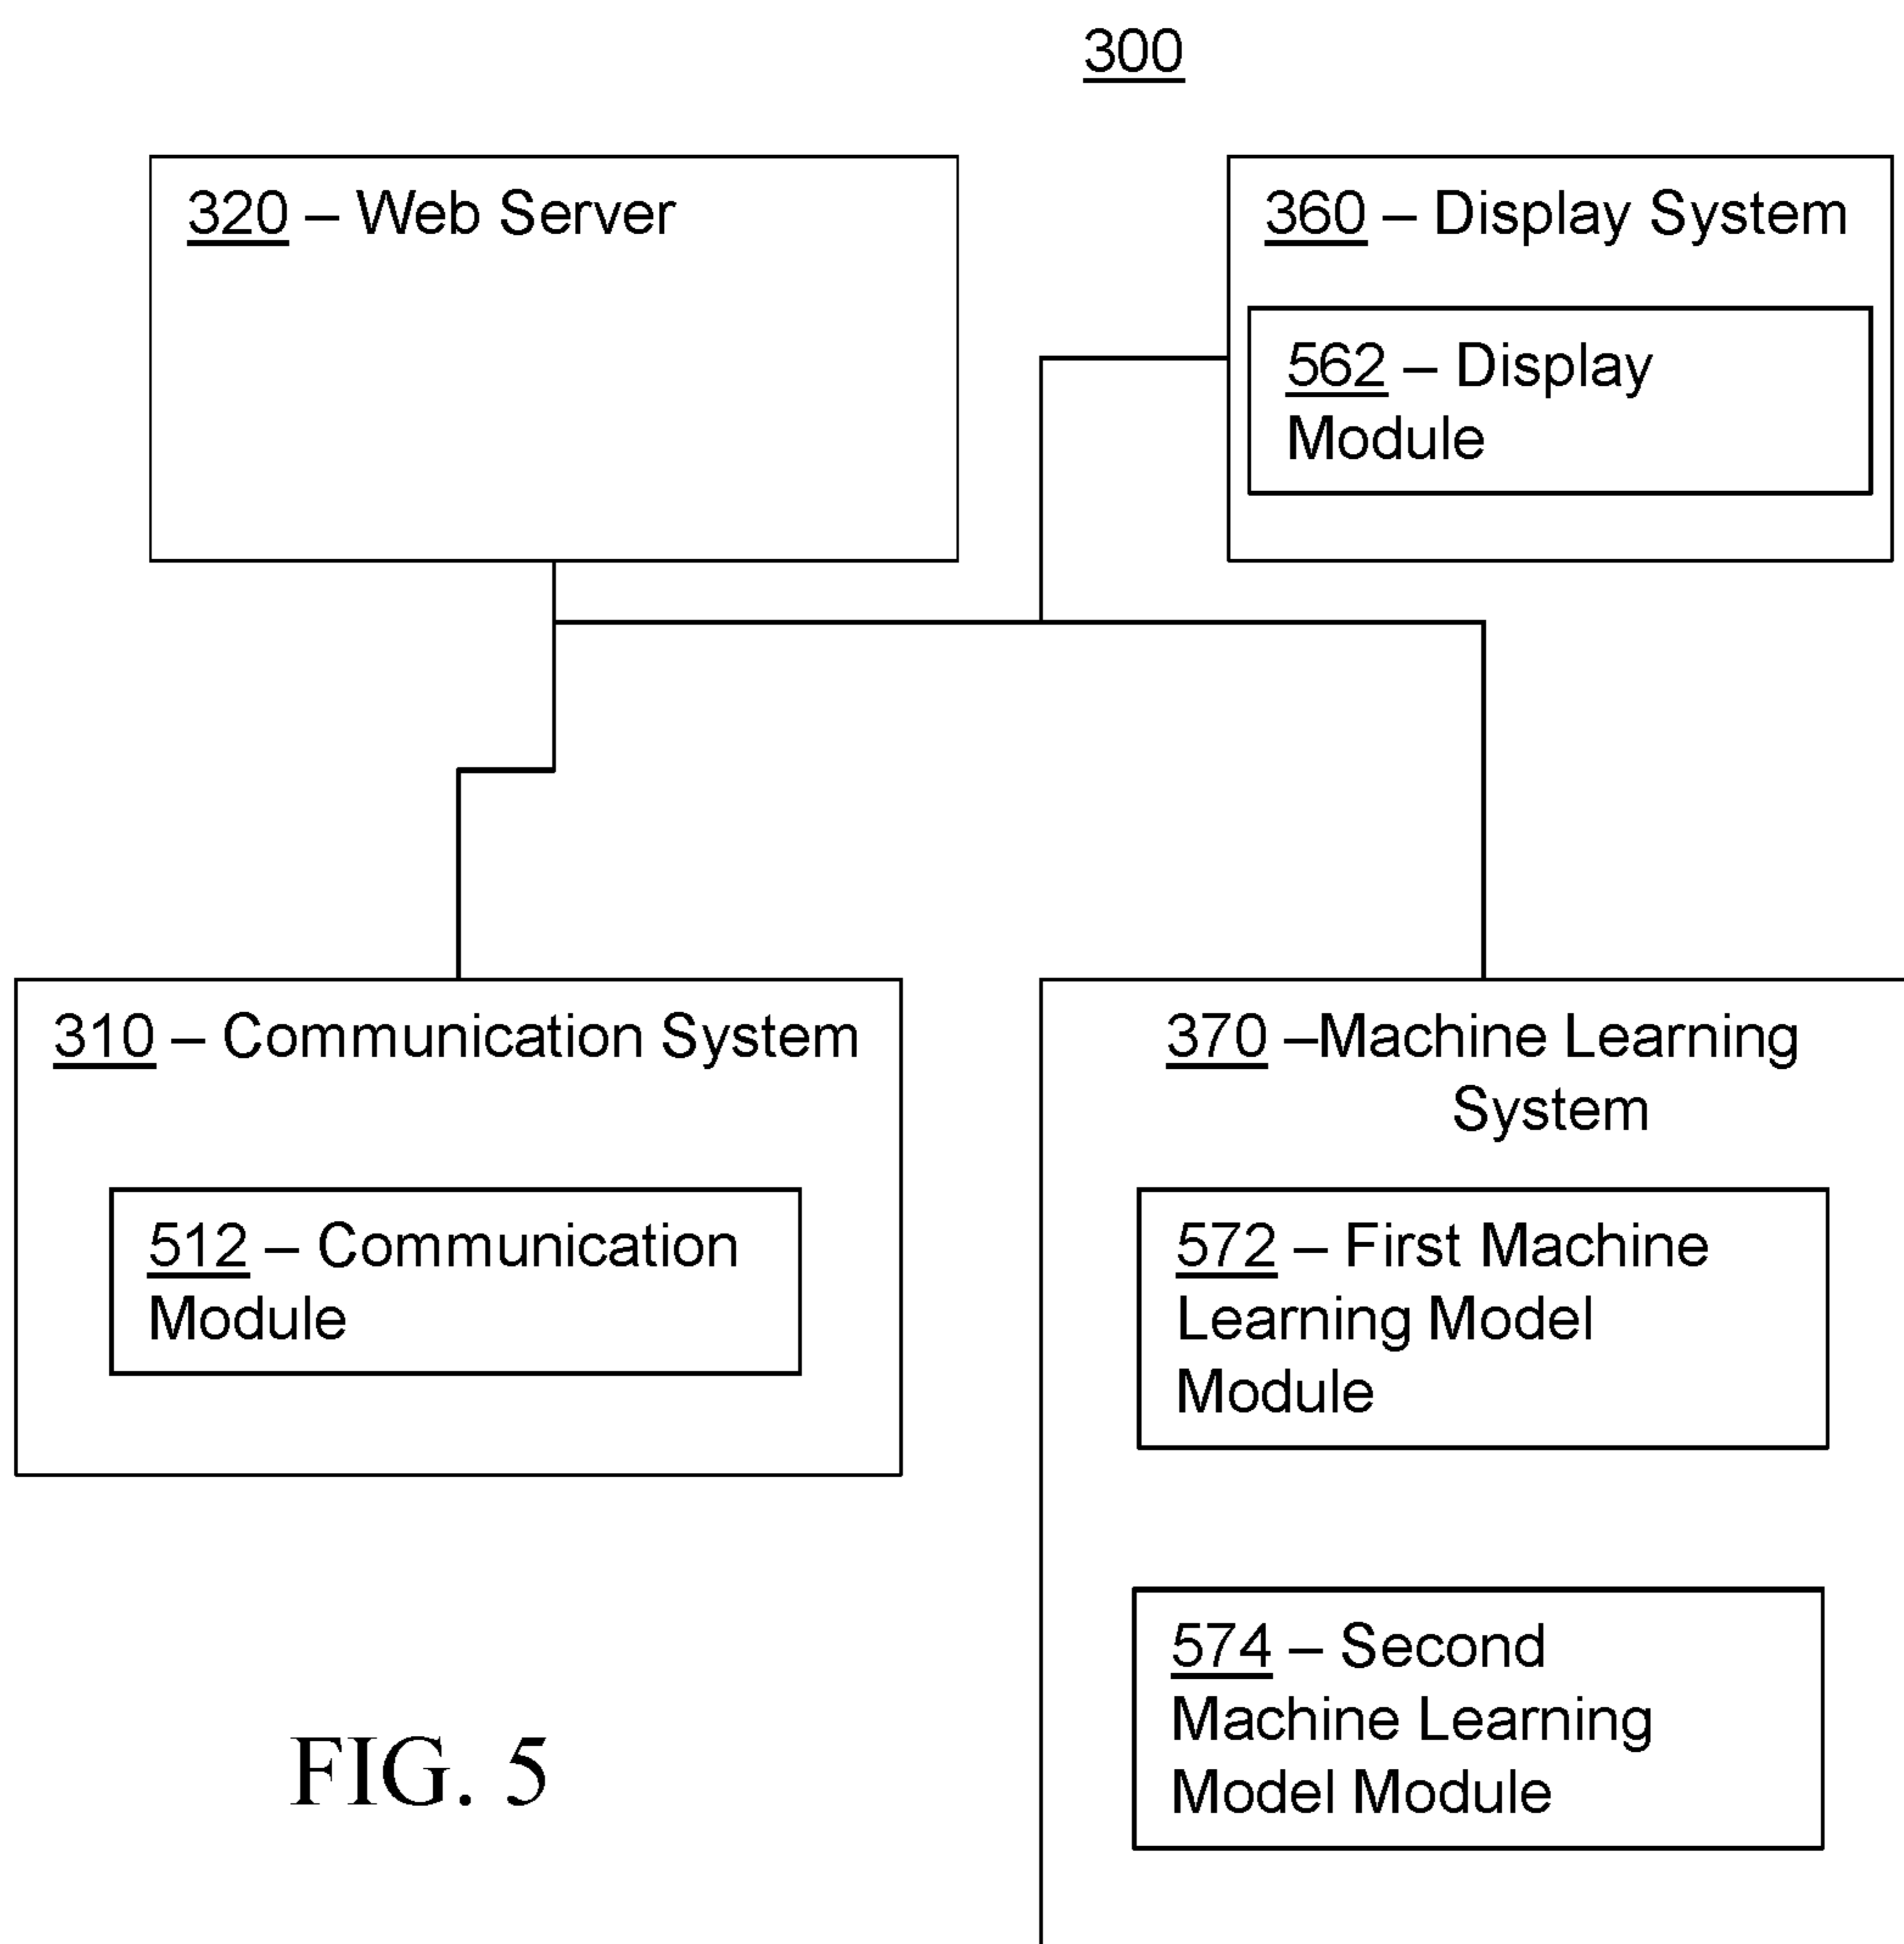 300
320 – Web Server
360 – Display System
562 – Display
Module
310 – Communication System
512 – Communication
Module
370 –Machine Learning
System
572 – First Machine
Learning Model
Module
574 – Second
Machine Learning
Model Module
FIG. 5